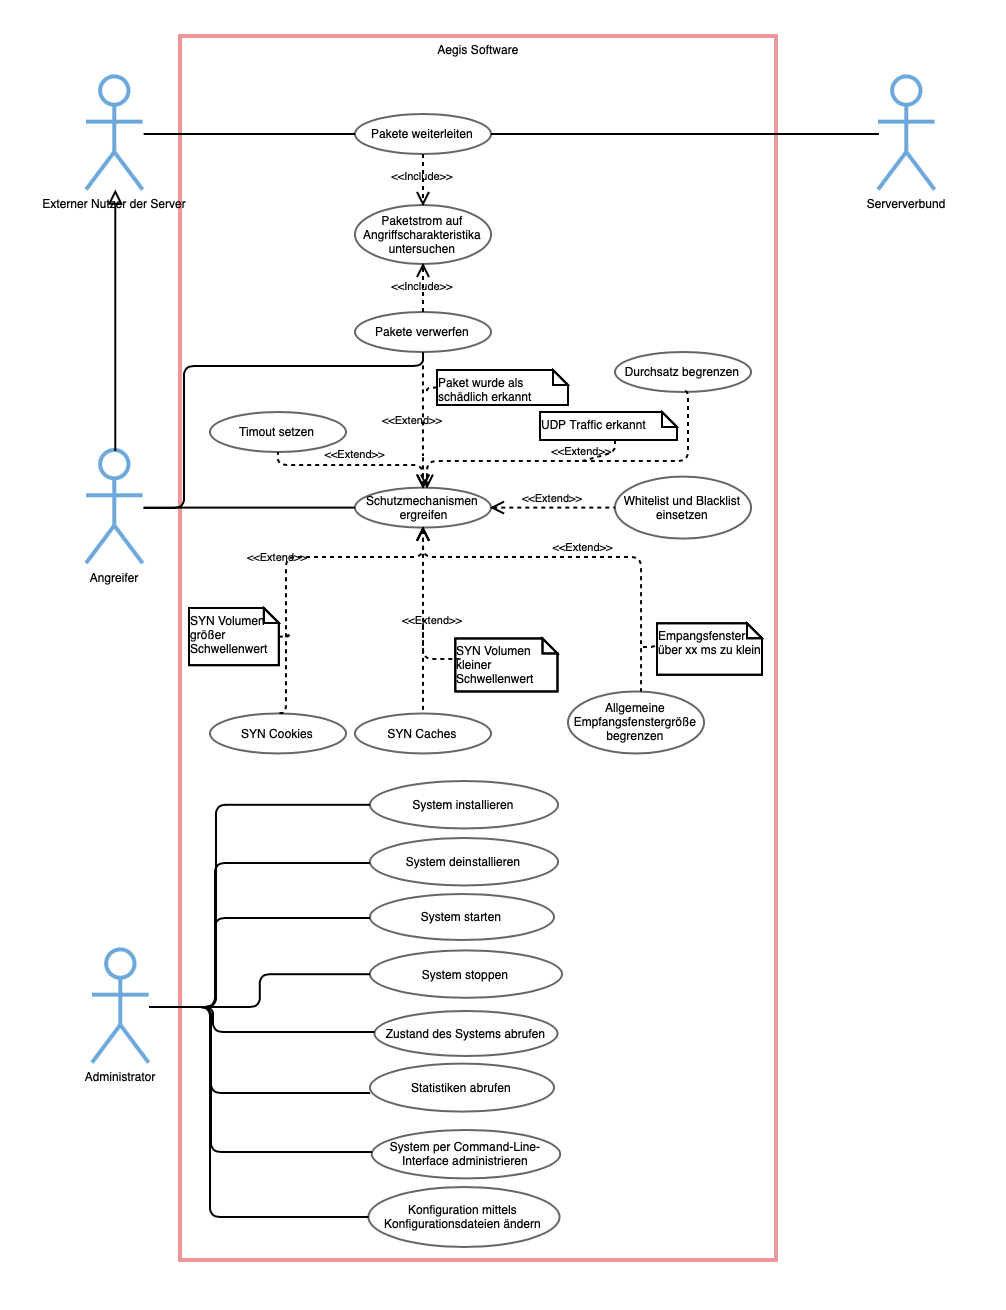 Aegis Software
Pakete weiterleiten
<<Include>>
Externer Nutzer der Server
Serververbund
Paketstrom auf
Angriffscharakteristika
untersuchen
<<Include>>
Pakete verwerfen
Durchsatz begrenzen
Paket wurde als
schädlich erkannt
<<Extend>>
UDP Traffic erkannt
Timout setzen
<<Extend>>
<<Extend>>
Schutzmechanismen
ergreifen
<<Extend>>
Whitelist und Blacklist
einsetzen
Angreifer
<<Extend>>
<<Extend>>
SYN Volumen
größer
Schwellenwert
<<Extend>>
SYN Volumen
kleiner
Schwellenwert
Empangsfenster
über xx ms zu klein
SYN Cookies
SYN Caches
Allgemeine
Empfangsfenstergröße
begrenzen
System installieren
System deinstallieren
System starten
System stoppen
Zustand des Systems abrufen
Administrator
Statistiken abrufen
System per Command-Line-
Interface administrieren
Konfiguration mittels
Konfigurationsdateien ändern